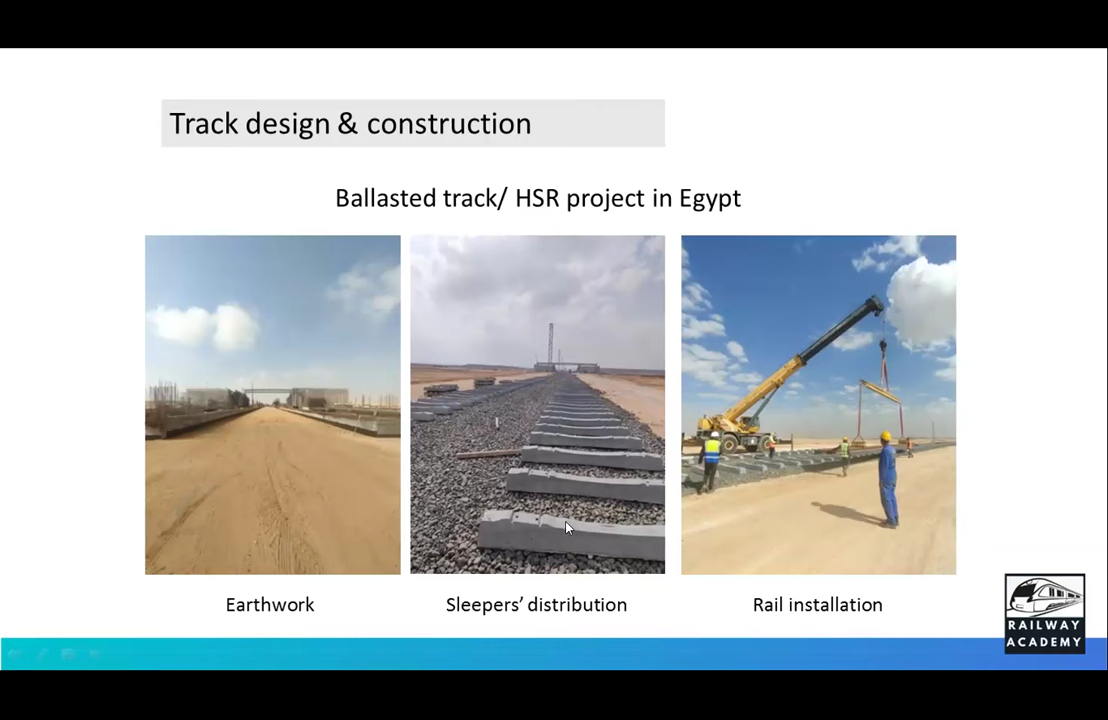 Track design & construction
Ballasted track/ HSR project in Egypt
Earthwork
Sleepers’ distribution
Rail installation
RAILWAY
ACADEMY